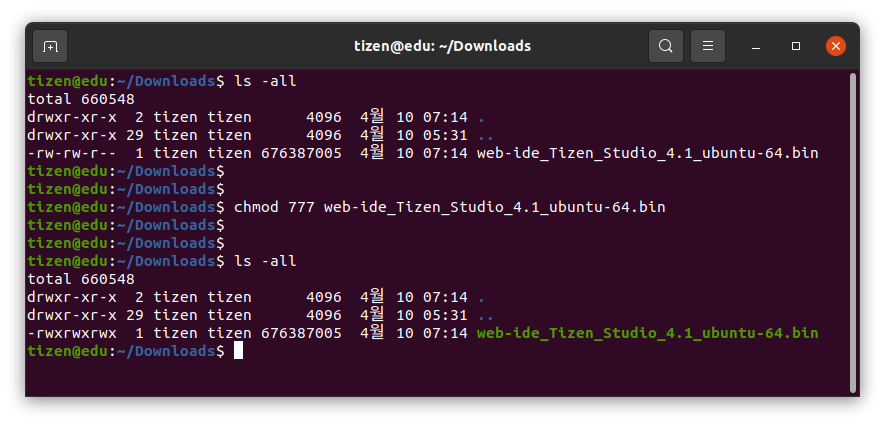 tizen@edu: ~/Downloads
tizen@edu:~/Downloads$ ls -all
total 660548
drwxr-xr-x  2 tizen tizen      4096  4월 10 07:14 .
drwxr-xr-x 29 tizen tizen      4096  4월 10 05:31 ..
-rw-rw-r--  1 tizen tizen 676387005  4월 10 07:14 web-ide_Tizen_Studio_4.1_ubuntu-64.bin
tizen@edu:~/Downloads$
tizen@edu:~/Downloads$
tizen@edu:~/Downloads$ chmod 777 web-ide_Tizen_Studio_4.1_ubuntu-64.bin
tizen@edu:~/Downloads$
tizen@edu:~/Downloads$
tizen@edu:~/Downloads$ ls -all
total 660548
drwxr-xr-x  2 tizen tizen      4096  4월 10 07:14 .
drwxr-xr-x 29 tizen tizen      4096  4월 10 05:31 ..
-rwxrwxrwx  1 tizen tizen 676387005  4월 10 07:14 web-ide_Tizen_Studio_4.1_ubuntu-64.bin
tizen@edu:~/Downloads$